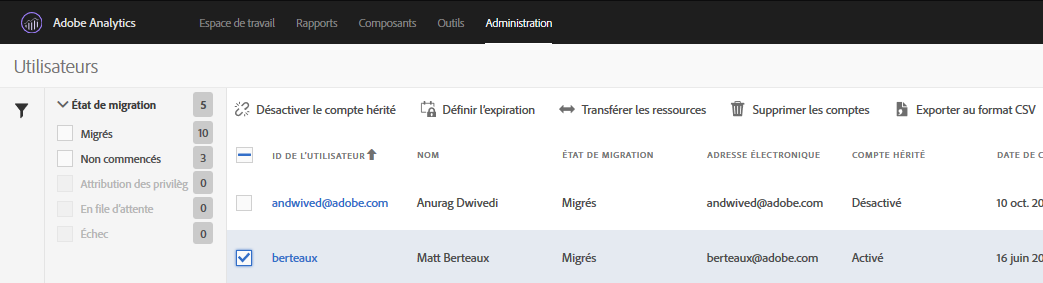 Adobe Analytics Espace de travail Rapports Composants Outils Administration
Utilisateurs
État de migration 5
Migrés 10
Non commencés 3
Attribution des privilèg 0
En file d'attente 0
Échec 0
Désactiver le compte hérité Définir l'expiration Transférer les ressources Supprimer les comptes Exporter au format CSV
ID DE L'UTILISATEUR NOM ÉTAT DE MIGRATION ADRESSE ÉLECTRONIQUE COMPTE HÉRITÉ DATE DE C
andwived@adobe.com Anurag Dwivedi Migrés andwived@adobe.com Désactivé 10 oct. 20
berteaux Matt Berteaux Migrés berteaux@adobe.com Activé 16 juin 20